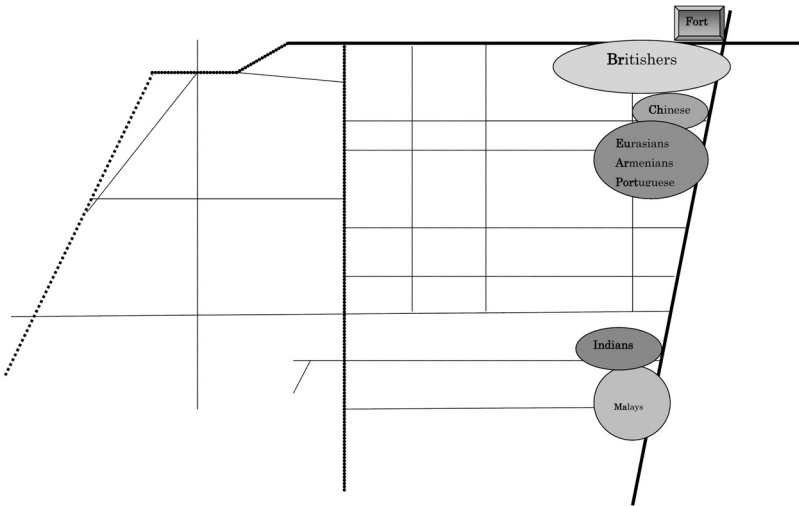 Fort
Britishers
Chinese
Eurasians
Armenians
Portuguese
Indians
Malays